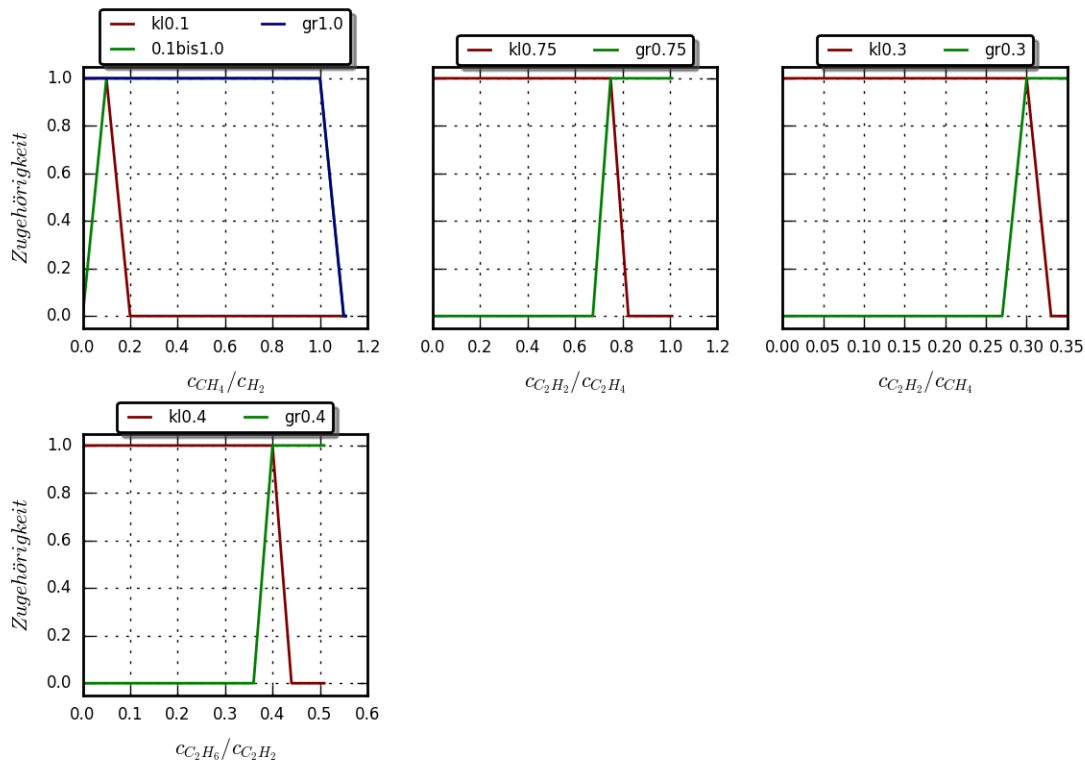 kl0.1 gr1.0
0.1bis1.0
kl0.75 gr0.75
kl0.3 gr0.3
Zugehörigkeit
1.0
0.8
0.6
0.4
0.2
0.0
0.0 0.2 0.4 0.6 0.8 1.0 1.2
0.0 0.2 0.4 0.6 0.8 1.0 1.2
0.0 0.05 0.10 0.15 0.20 0.25 0.30 0.35
c_{CH_4}/c_{H_2}
c_{C_2H_2}/c_{C_2H_4}
c_{C_2H_2}/c_{CH_4}
kl0.4 gr0.4
Zugehörigkeit
1.0
0.8
0.6
0.4
0.2
0.0
0.0 0.1 0.2 0.3 0.4 0.5 0.6
c_{C_2H_6}/c_{C_2H_2}